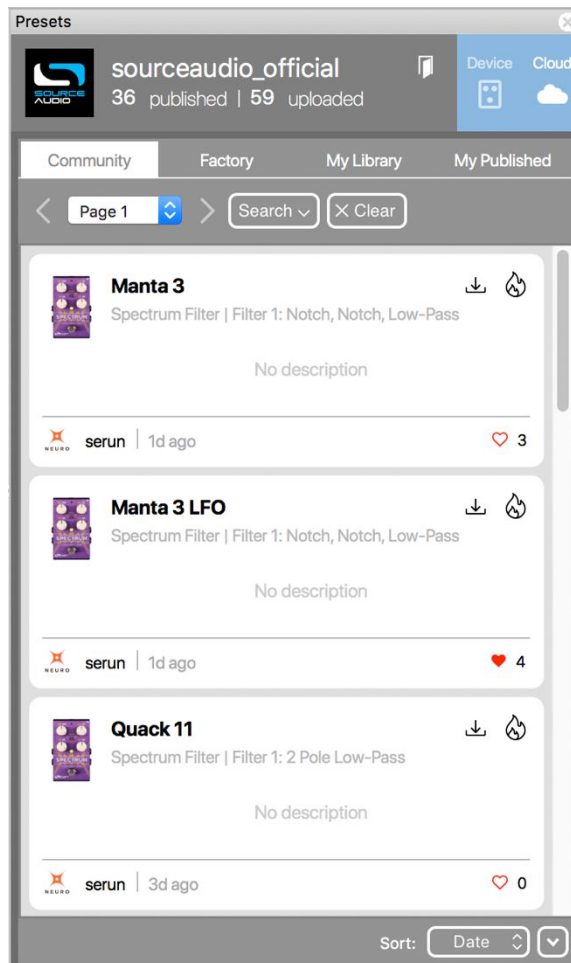 Presets
sourceaudio_official
36 published | 59 uploaded
Device
Cloud
SOURCE
AUDIO
Community
Factory
My Library
My Published
Page 1
Search
Clear
Manta 3
Spectrum Filter | Filter 1: Notch, Notch, Low-Pass
No description
NEURO
serun
1d ago
3
Manta 3 LFO
Spectrum Filter | Filter 1: Notch, Notch, Low-Pass
No description
NEURO
serun
1d ago
4
Quack 11
Spectrum Filter | Filter 1: 2 Pole Low-Pass
No description
NEURO
serun
3d ago
0
Sort:
Date